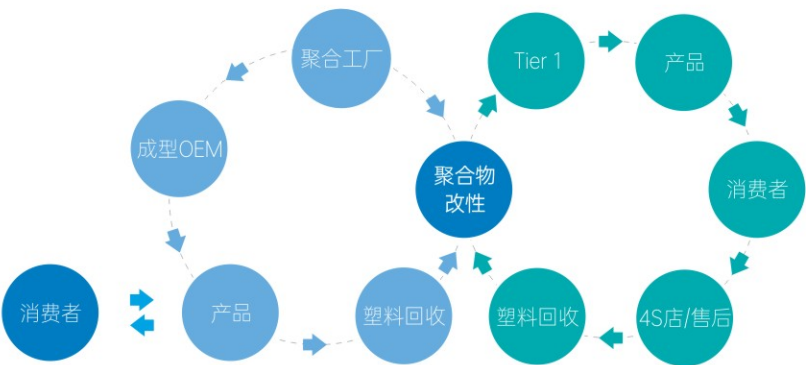 聚合工厂
Tier 1
产品
成型OEM
聚合物
改性
消费者
消费者
产品
塑料回收
塑料回收
4S店/售后